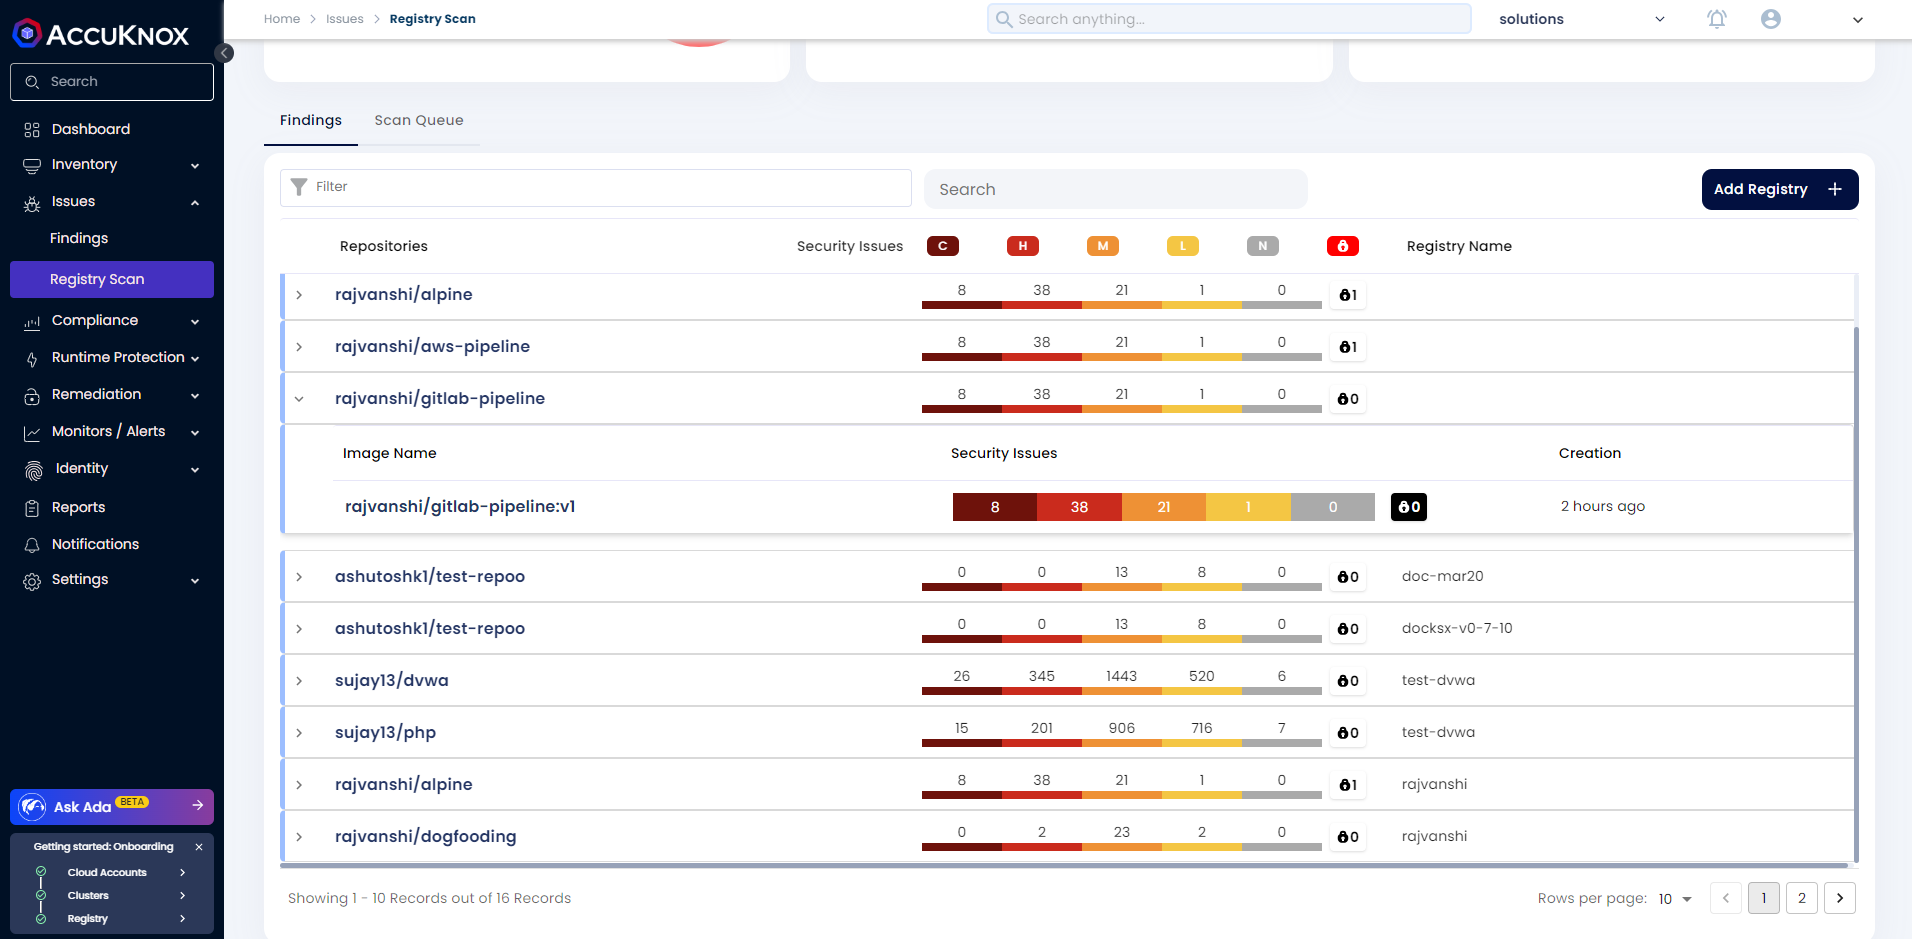 Home > Issues > Registry Scan
Search anything...
solutions
ACCUKNOX
Search
Dashboard
Inventory
Issues
Findings
Registry Scan
Compliance
Runtime Protection
Remediation
Monitors / Alerts
Identity
Reports
Notifications
Settings
Ask Ada BETA
Getting started: Onboarding
Cloud Accounts
Clusters
Registry
Findings Scan Queue
Filter
Search
Add Registry +
Repositories Security Issues C H M L N Registry Name
rajvanshi/alpine 8 38 21 1 0 1
rajvanshi/aws-pipeline 8 38 21 1 0 1
rajvanshi/gitlab-pipeline 8 38 21 1 0 0
Image Name Security Issues Creation
rajvanshi/gitlab-pipeline:v1 8 38 21 1 0 0 2 hours ago
ashutoshk1/test-repoo 0 0 13 8 0 0 doc-mar20
ashutoshk1/test-repoo 0 0 13 8 0 0 docksx-v0-7-10
sujay13/dvwa 26 345 1443 520 6 0 test-dvwa
sujay13/php 15 201 906 716 7 0 test-dvwa
rajvanshi/alpine 8 38 21 1 0 1 rajvanshi
rajvanshi/dogfooding 0 2 23 2 0 0 rajvanshi
Showing 1 - 10 Records out of 16 Records
Rows per page: 10 < 1 2 >